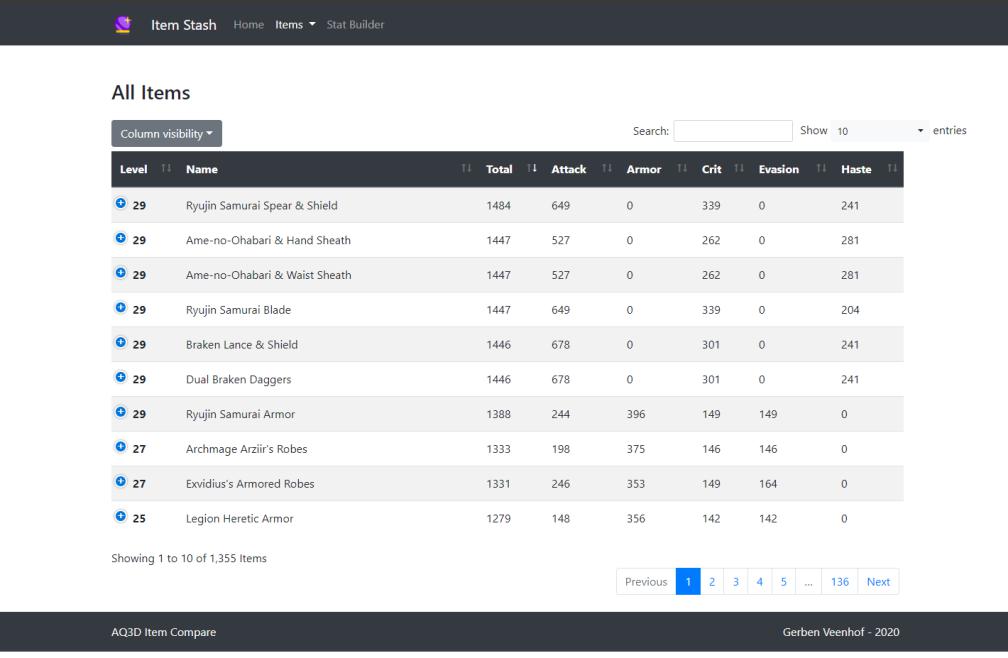 Item Stash Home Items Stat Builder
All Items
Column visibility Search: Show 10 entries
Level Name Total Attack Armor Crit Evasion Haste
29 Ryujin Samurai Spear & Shield 1484 649 0 339 0 241
29 Ame-no-Ohabari & Hand Sheath 1447 527 0 262 0 281
29 Ame-no-Ohabari & Waist Sheath 1447 527 0 262 0 281
29 Ryujin Samurai Blade 1447 649 0 339 0 204
29 Braken Lance & Shield 1446 678 0 301 0 241
29 Dual Braken Daggers 1446 678 0 301 0 241
29 Ryujin Samurai Armor 1388 244 396 149 149 0
27 Archmage Arziir's Robes 1333 198 375 146 146 0
27 Exvidius's Armored Robes 1331 246 353 149 164 0
25 Legion Heretic Armor 1279 148 356 142 142 0
Showing 1 to 10 of 1,355 Items
Previous 1 2 3 4 5 ... 136 Next
AQ3D Item Compare Gerben Veenhof - 2020